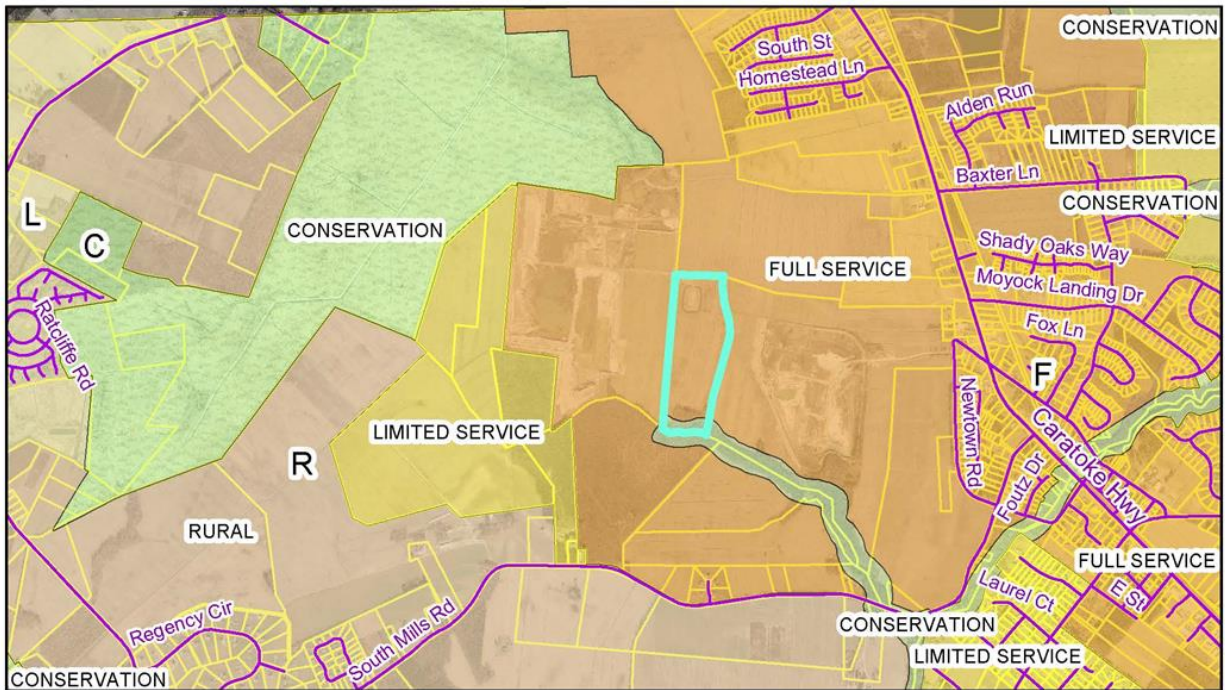 CONSERVATION
South St
Homestead Ln
Alden Run
LIMITED SERVICE
Baxter Ln
CONSERVATION
L
C
CONSERVATION
Shady Oaks Way
FULL SERVICE
Moyock Landing Dr
Ratcliffe Rd
Fox Ln
F
Newtown Rd
Caratoke Hwy
LIMITED SERVICE
R
Foutz Dr
RURAL
FULL SERVICE
Laurel Ct
E St
Regency Cir
South Mills Rd
CONSERVATION
LIMITED SERVICE
CONSERVATION